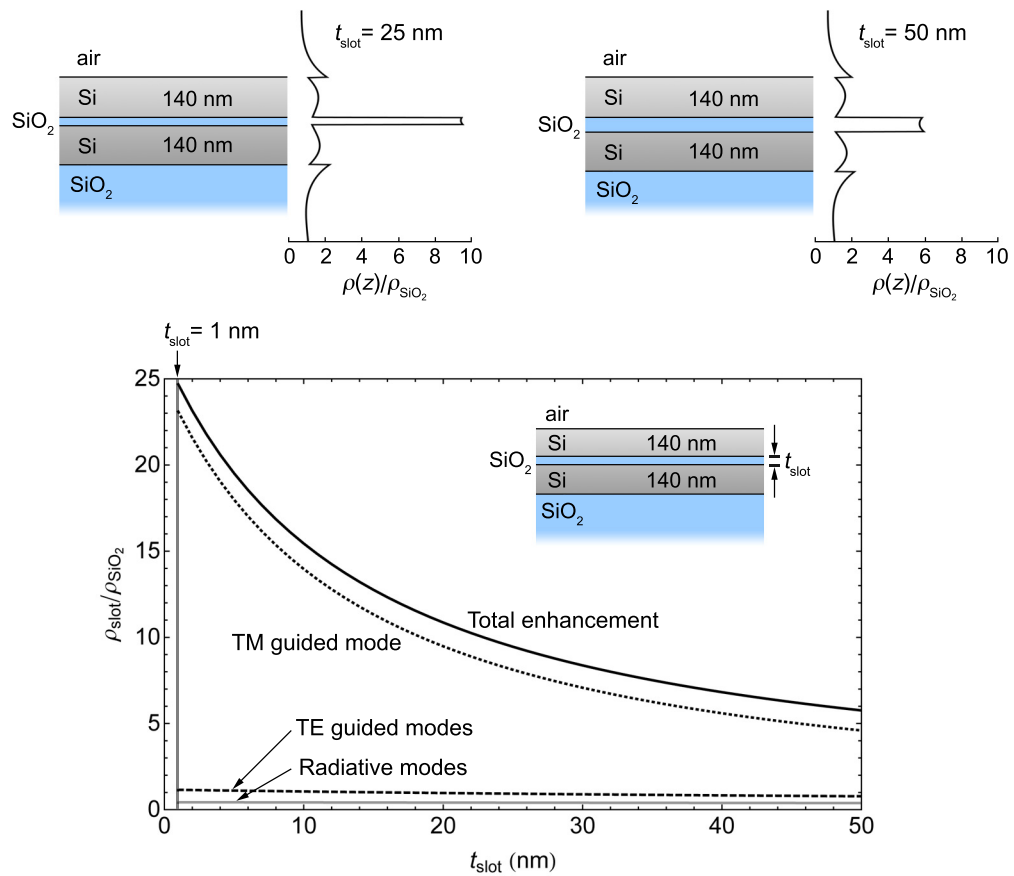 t_slot = 25 nm
air
Si 140 nm
SiO₂
Si 140 nm
SiO₂
0 2 4 6 8 10
ρ(z)/ρ_SiO₂
t_slot = 50 nm
air
Si 140 nm
SiO₂
Si 140 nm
SiO₂
0 2 4 6 8 10
ρ(z)/ρ_SiO₂
t_slot = 1 nm
25
20
15
10
5
0
ρ_slot/ρ_SiO₂
air
Si 140 nm
SiO₂
t_slot
Si 140 nm
SiO₂
Total enhancement
TM guided mode
TE guided modes
Radiative modes
0 10 20 30 40 50
t_slot (nm)